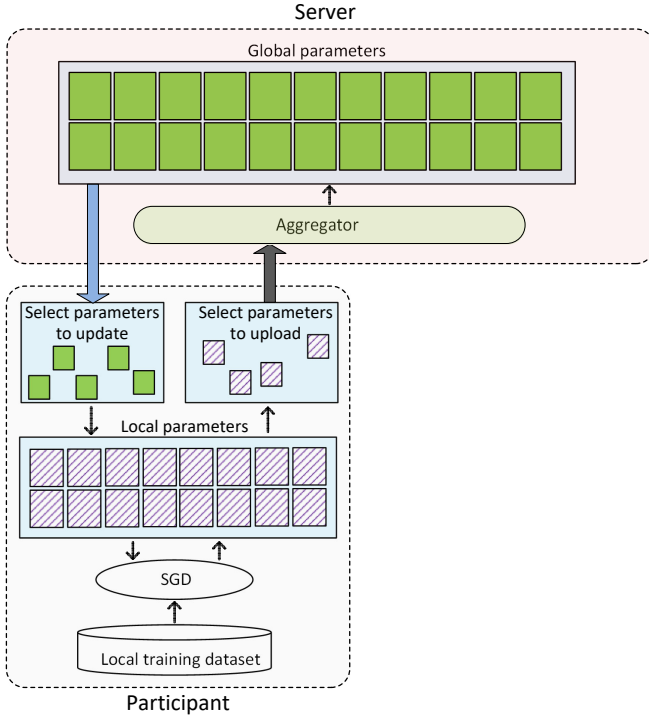 Server
Global parameters
Aggregator
Select parameters
to update
Select parameters
to upload
Local parameters
SGD
Local training dataset
Participant